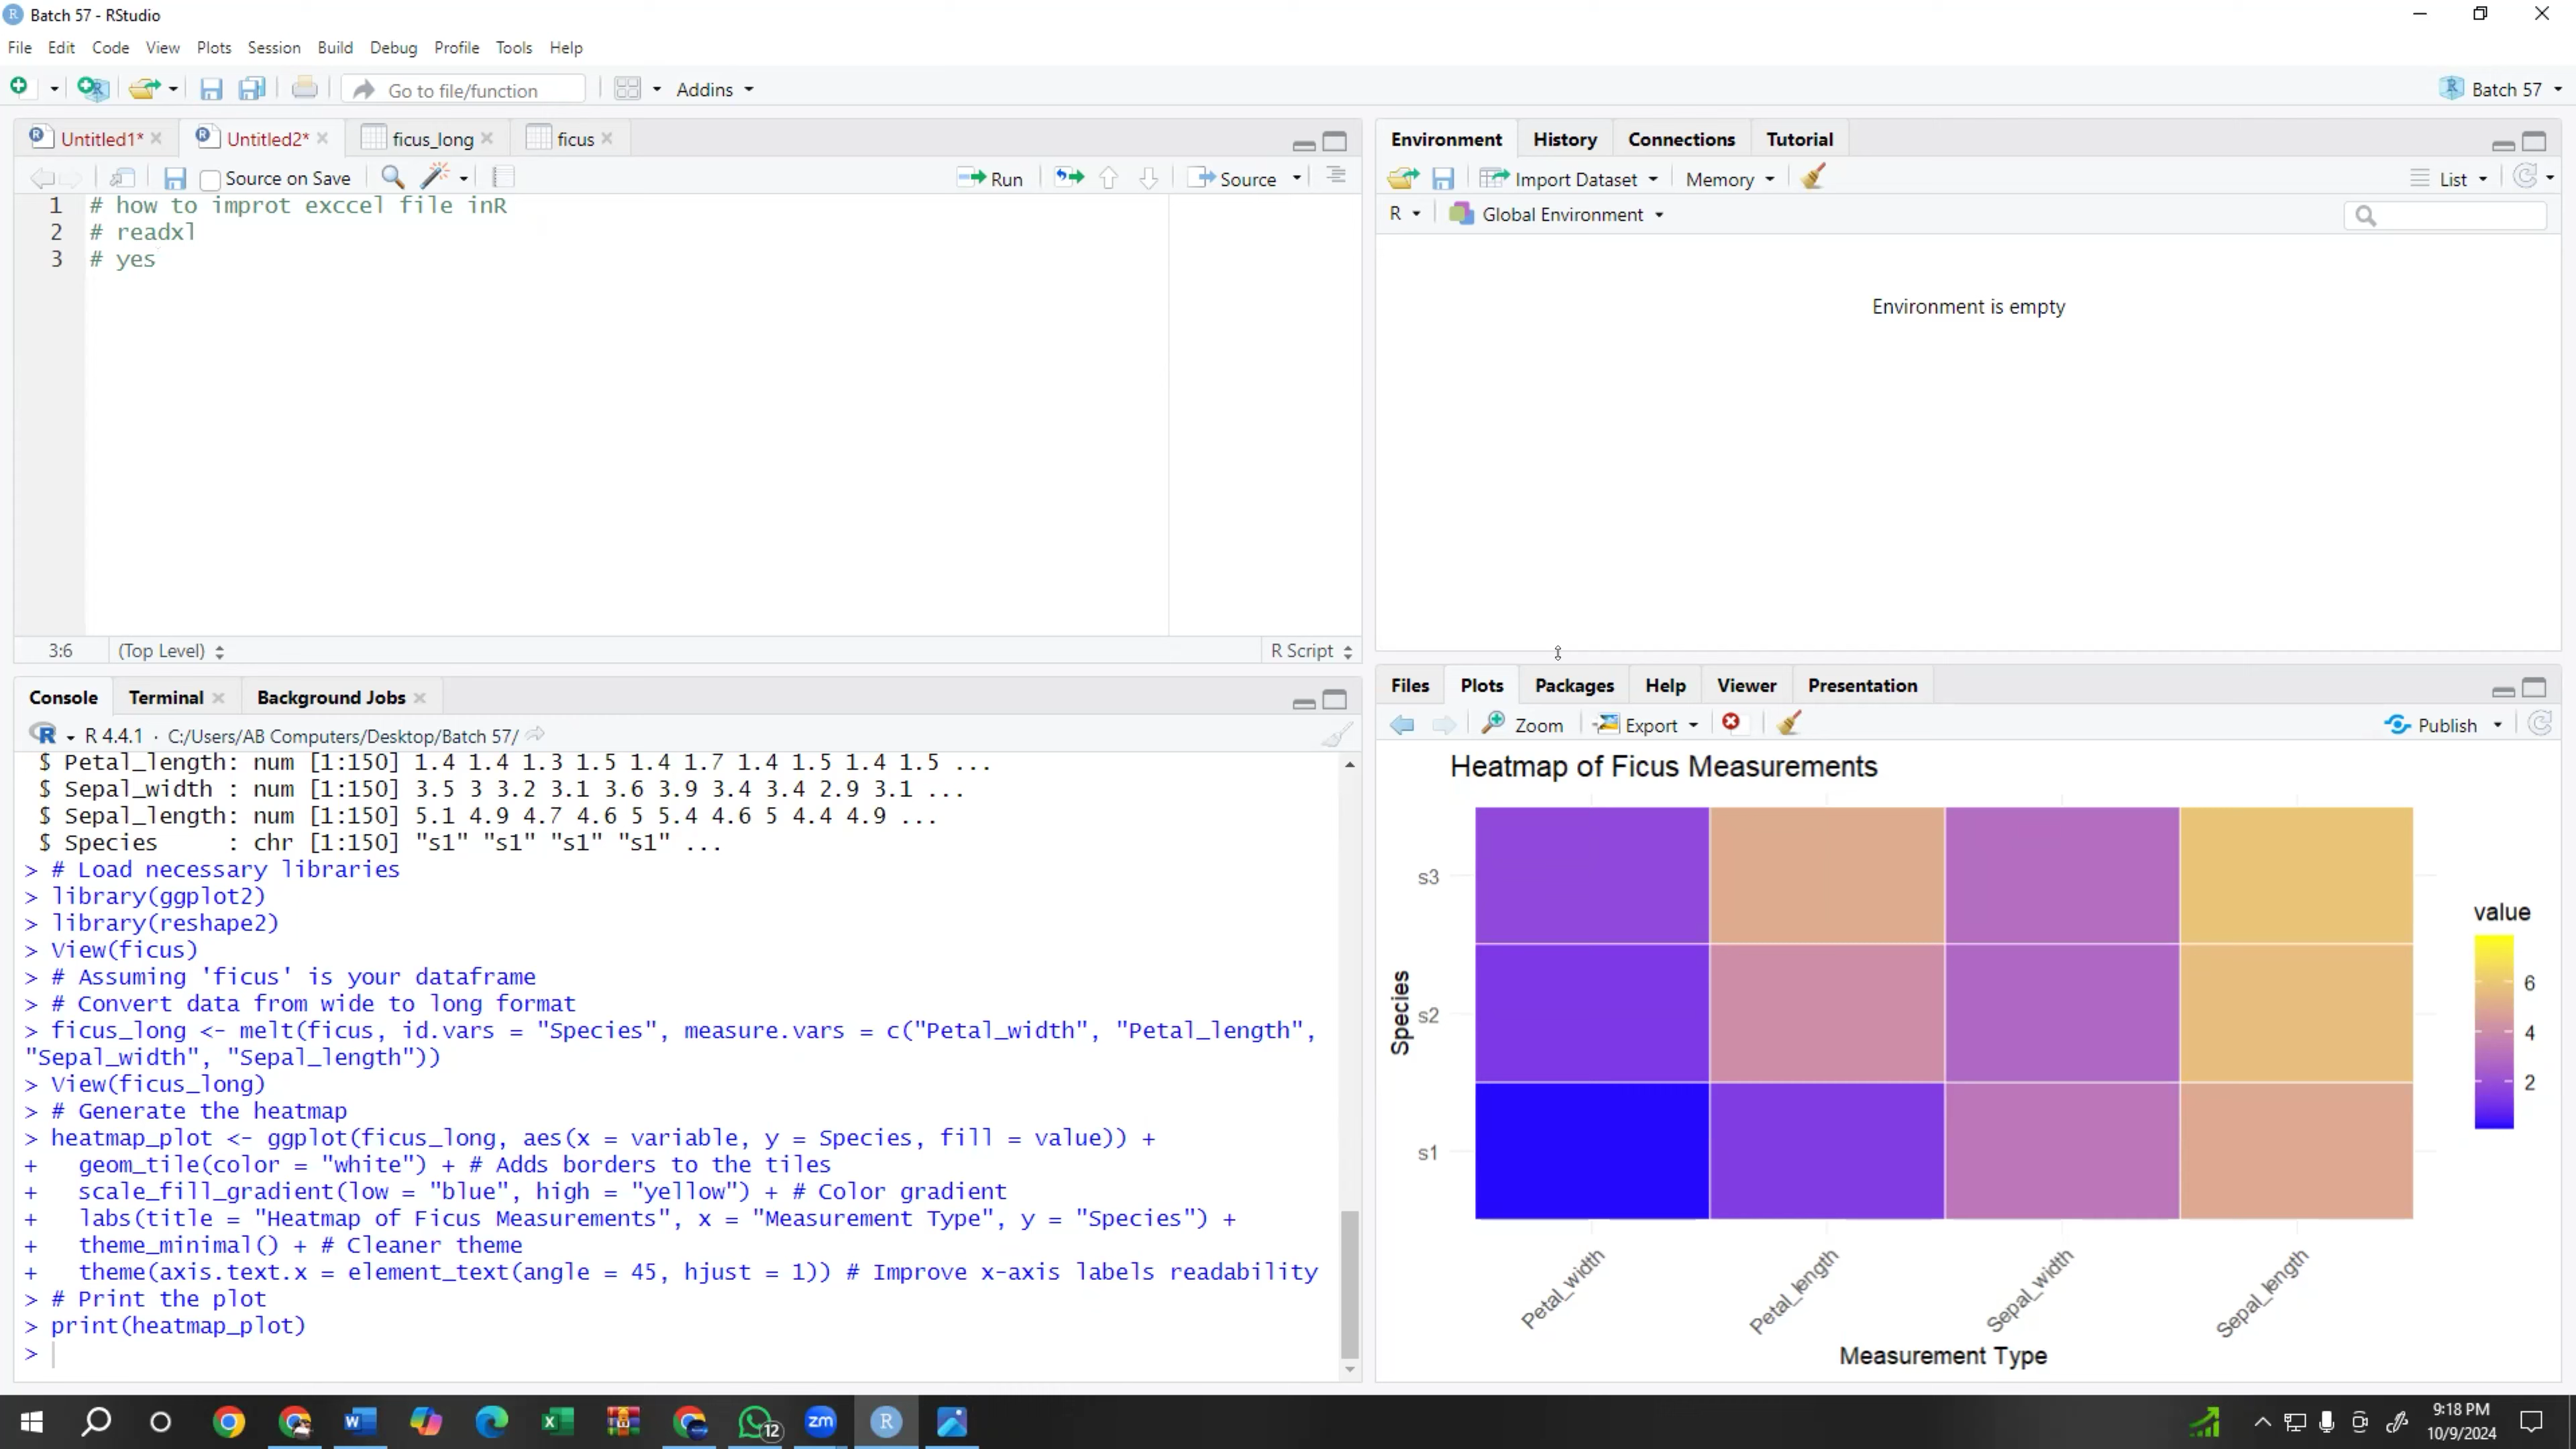 Batch 57 - RStudio
File Edit Code View Plots Session Build Debug Profile Tools Help
Go to file/function Addins Batch 57
Untitled1* Untitled2* ficus_long ficus
Source on Save Run Source
1 # how to improt exccel file inR
2 # readxl
3 # yes
3:6 (Top Level) R Script
Environment History Connections Tutorial
Import Dataset Memory List
R Global Environment
Environment is empty
Console Terminal Background Jobs
R 4.4.1 · C:/Users/AB Computers/Desktop/Batch 57/
$ Petal_length: num [1:150] 1.4 1.4 1.3 1.5 1.4 1.7 1.4 1.5 1.4 1.5 ...
$ Sepal_width : num [1:150] 3.5 3 3.2 3.1 3.6 3.9 3.4 3.4 2.9 3.1 ...
$ Sepal_length: num [1:150] 5.1 4.9 4.7 4.6 5 5.4 4.6 5 4.4 4.9 ...
$ Species     : chr [1:150] "s1" "s1" "s1" "s1" ...
> # Load necessary libraries
> library(ggplot2)
> library(reshape2)
> View(ficus)
> # Assuming 'ficus' is your dataframe
> # Convert data from wide to long format
> ficus_long <- melt(ficus, id.vars = "Species", measure.vars = c("Petal_width", "Petal_length",
"Sepal_width", "Sepal_length"))
> View(ficus_long)
> # Generate the heatmap
> heatmap_plot <- ggplot(ficus_long, aes(x = variable, y = Species, fill = value)) +
+   geom_tile(color = "white") + # Adds borders to the tiles
+   scale_fill_gradient(low = "blue", high = "yellow") + # Color gradient
+   labs(title = "Heatmap of Ficus Measurements", x = "Measurement Type", y = "Species") +
+   theme_minimal() + # Cleaner theme
+   theme(axis.text.x = element_text(angle = 45, hjust = 1)) # Improve x-axis labels readability
> # Print the plot
> print(heatmap_plot)
>
Files Plots Packages Help Viewer Presentation
Zoom Export Publish
Heatmap of Ficus Measurements
s3
s2
s1
Species
value
6
4
2
Petal_width Petal_length Sepal_width Sepal_length
Measurement Type
12
zm
9:18 PM
10/9/2024